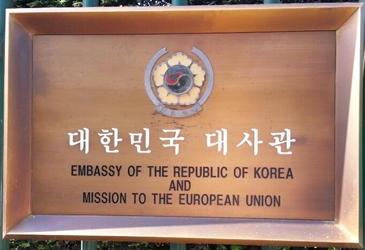 대한민국 대사관
EMBASSY OF THE REPUBLIC OF KOREA
AND
MISSION TO THE EUROPEAN UNION